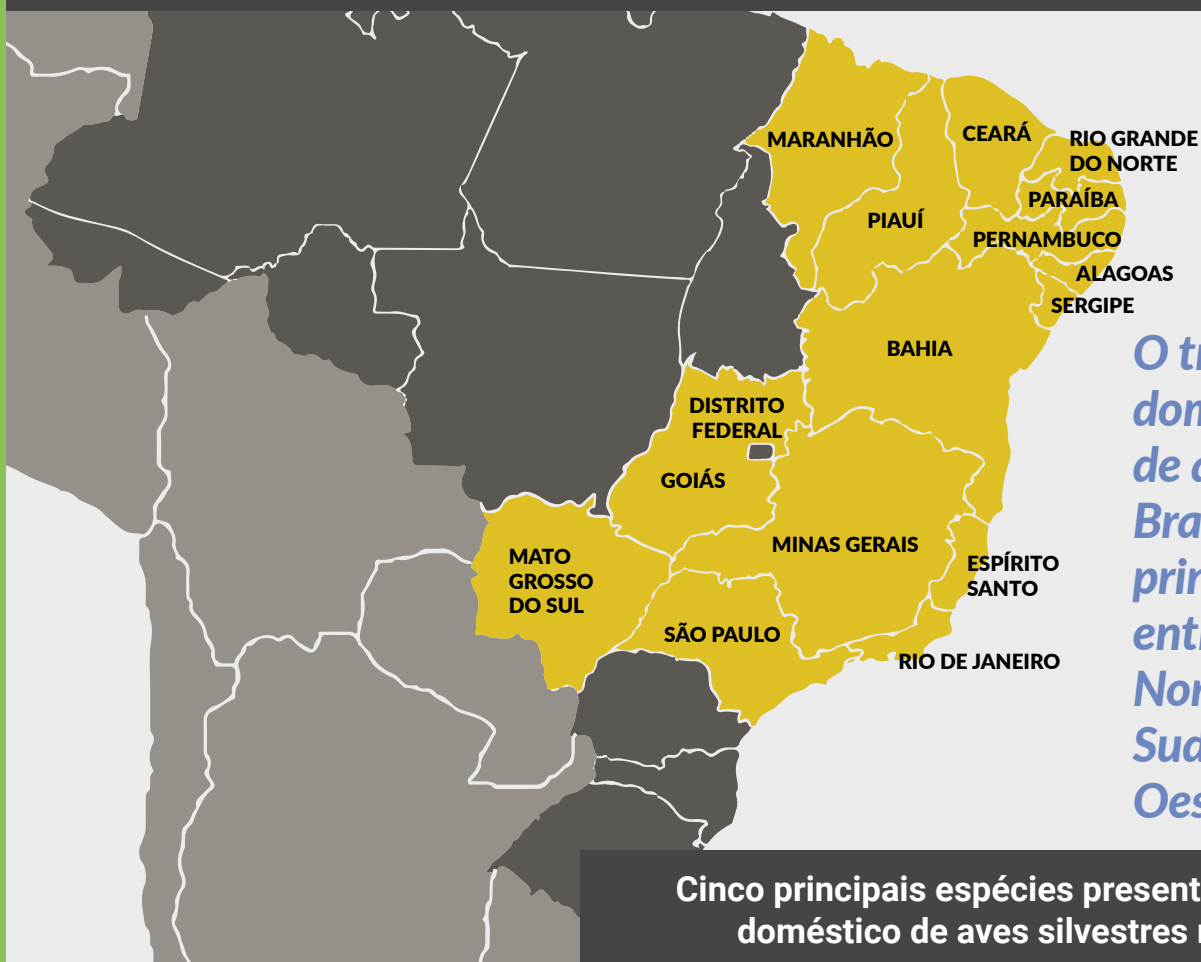 MARANHÃO
CEARÁ
RIO GRANDE
DO NORTE
PARAÍBA
PIAUÍ
PERNAMBUCO
ALAGOAS
SERGIPE
BAHIA
DISTRITO
FEDERAL
GOIÁS
MINAS GERAIS
MATO
GROSSO
DO SUL
ESPÍRITO
SANTO
SÃO PAULO
RIO DE JANEIRO
O
de
Cinco principais espécies
doméstico de aves silvestres